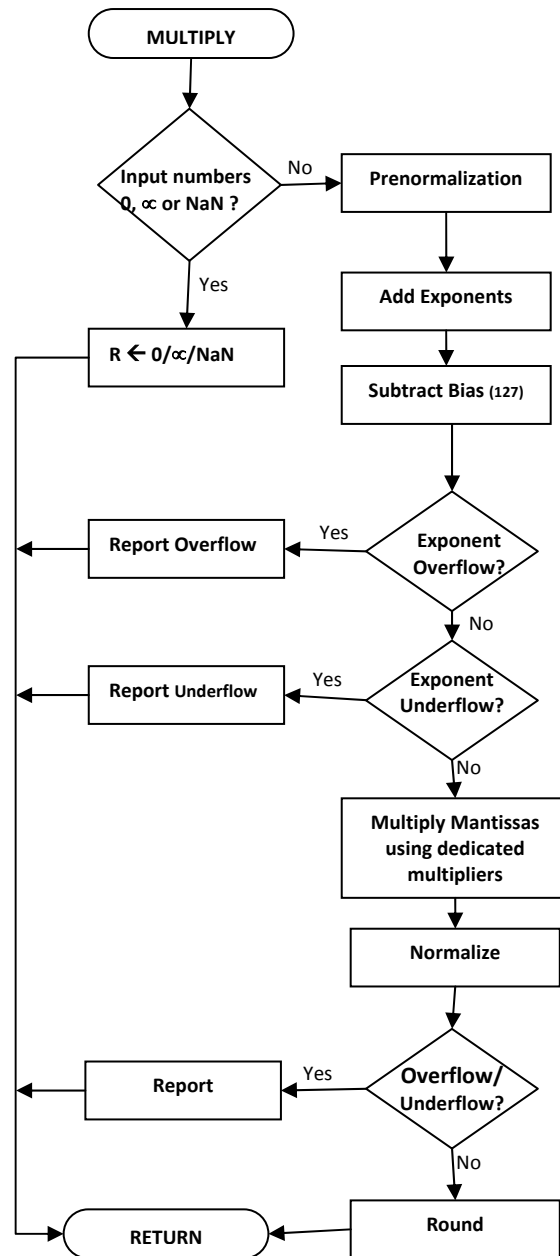 MULTIPLY
Input numbers
0, ∝ or NaN ?
No
Prenormalization
Yes
Add Exponents
R ← 0/∝/NaN
Subtract Bias (127)
Exponent
Overflow?
Yes
Report Overflow
No
Exponent
Underflow?
Yes
Report Underflow
No
Multiply Mantissas
using dedicated
multipliers
Normalize
Overflow/
Underflow?
Yes
Report
No
Round
RETURN